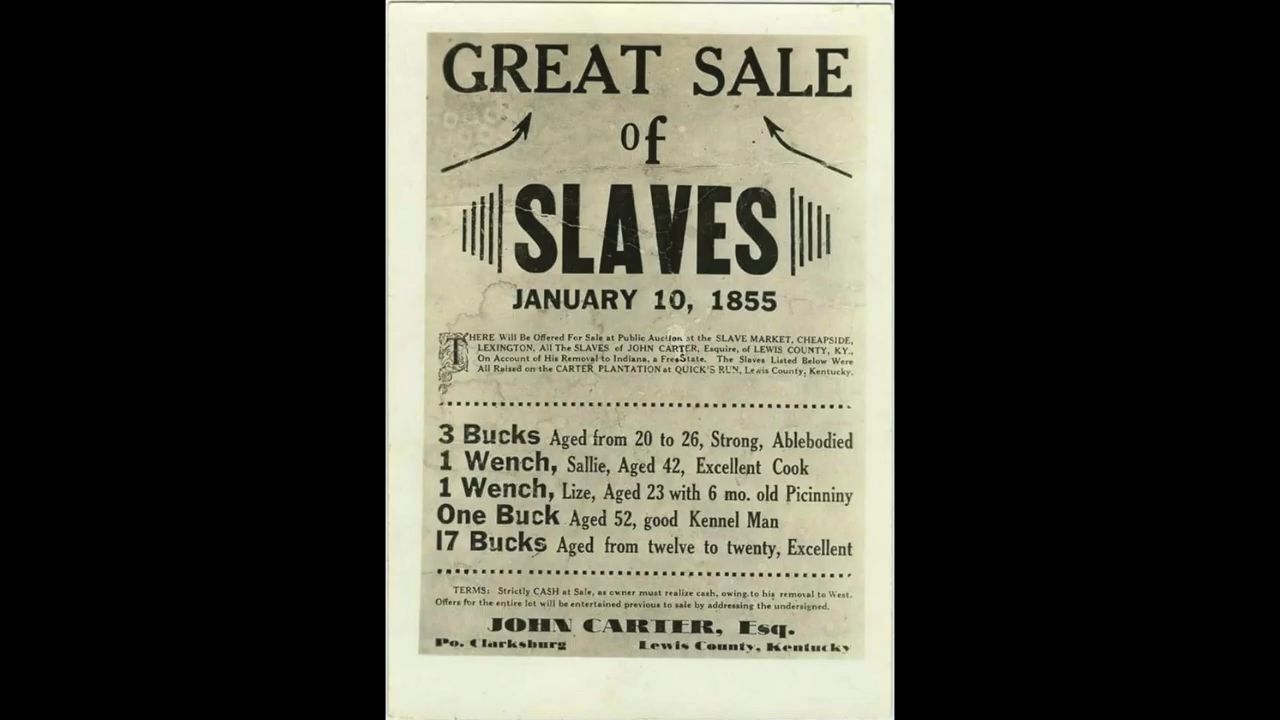 GREAT SALE
of
SLAVES
JANUARY 10, 1855
THERE Will Be Offered For Sale at Public Auction at the SLAVE MARKET, CHEAPSIDE,
LEXINGTON, All The SLAVES of JOHN CARTER, Esquire, of LEWIS COUNTY, KY.,
On Account of His Removal to Indiana, a Free State. The Slaves Listed Below Were
All Raised on the CARTER PLANTATION at QUICK'S RUN, Lewis County, Kentucky.
3 Bucks Aged from 20 to 26, Strong, Ablebodied
1 Wench, Sallie, Aged 42, Excellent Cook
1 Wench, Lize, Aged 23 with 6 mo. old Picinniny
One Buck Aged 52, good Kennel Man
17 Bucks Aged from twelve to twenty, Excellent
TERMS: Strictly CASH at Sale, as owner must realize cash, owing to his removal to West.
Offers for the entire lot will be entertained previous to sale by addressing the undersigned.
JOHN CARTER, Esq.
Po. Clarksburg Lewis County, Kentucky